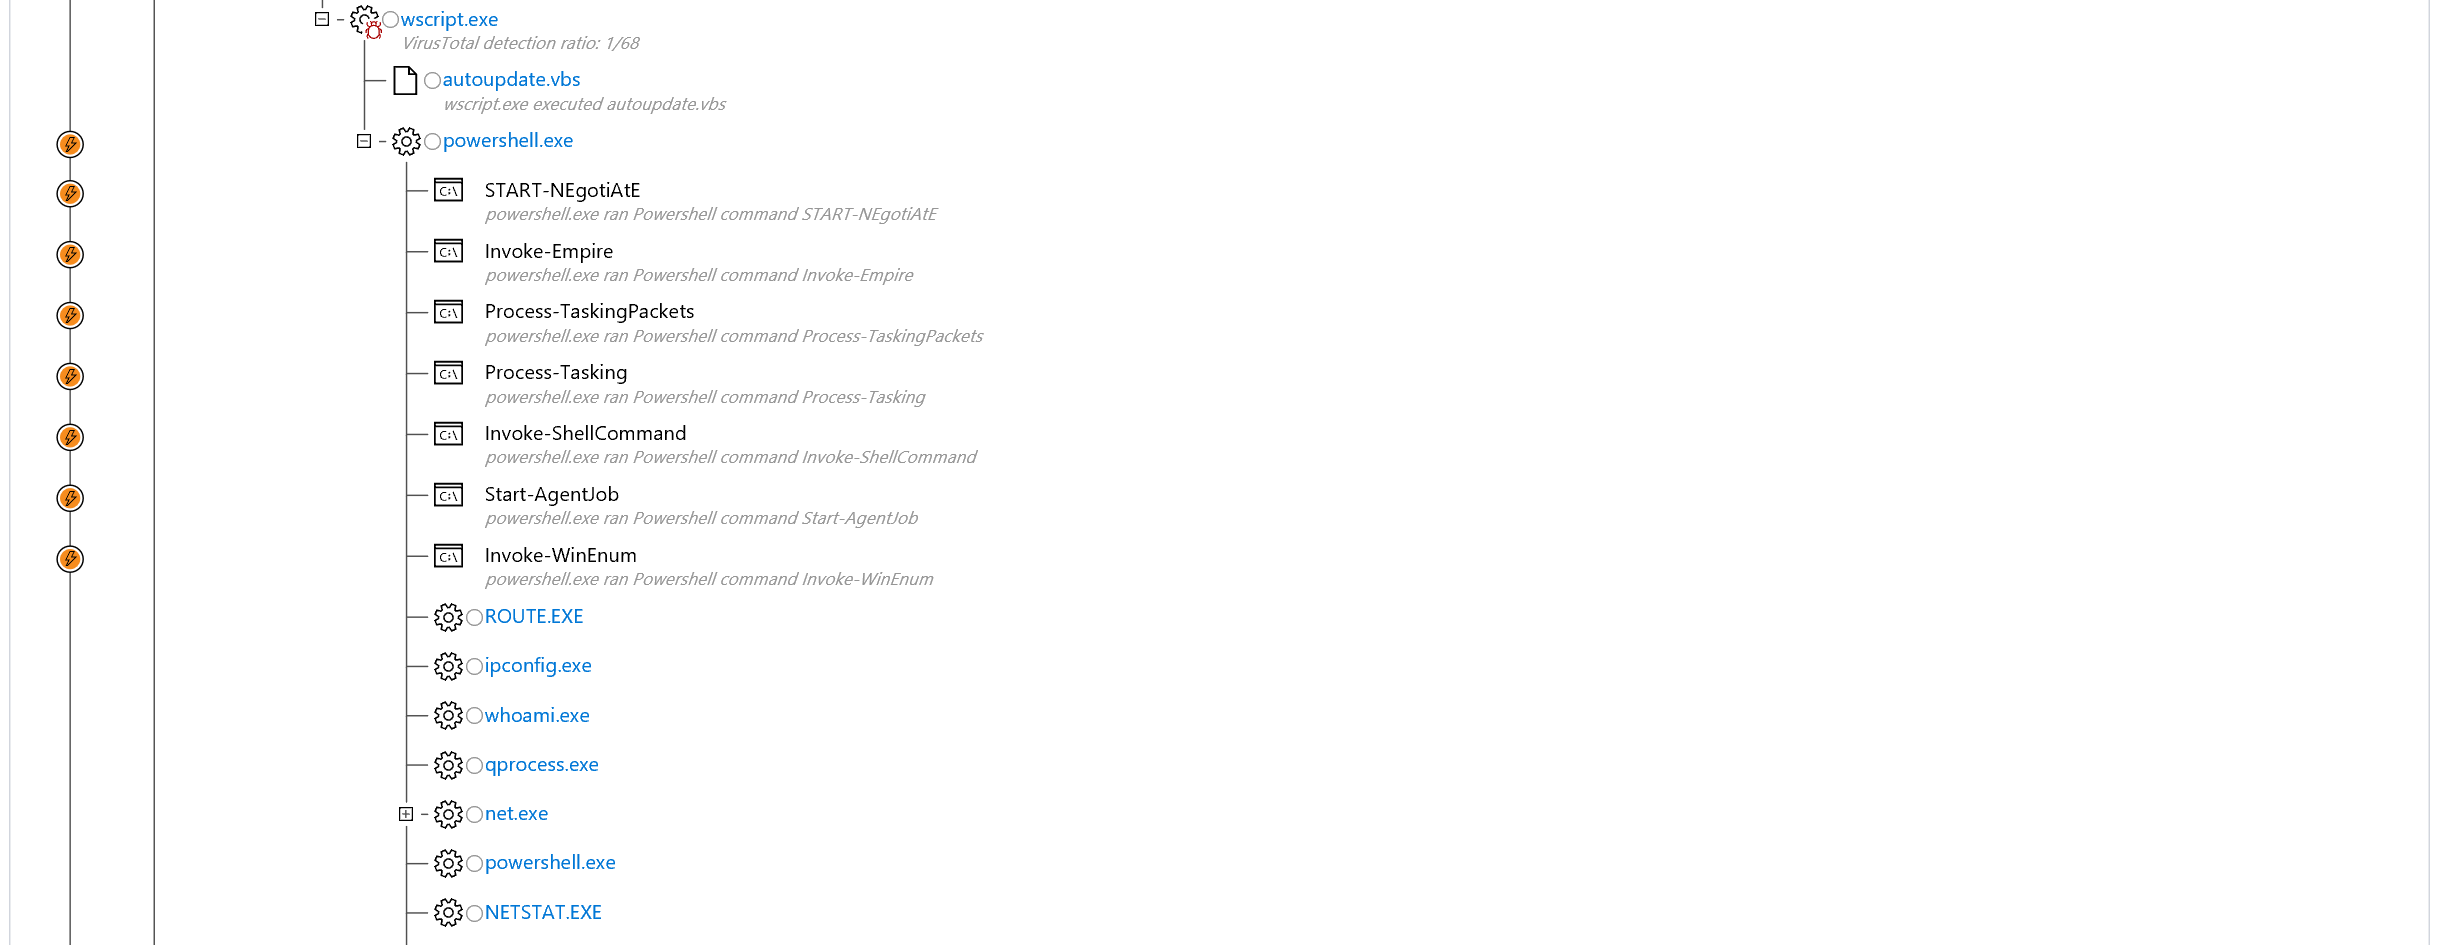 wscript.exe
VirusTotal detection ratio: 1/68
autoupdate.vbs
wscript.exe executed autoupdate.vbs
powershell.exe
C:\ START-NEgotiAtE
powershell.exe ran Powershell command START-NEgotiAtE
C:\ Invoke-Empire
powershell.exe ran Powershell command Invoke-Empire
C:\ Process-TaskingPackets
powershell.exe ran Powershell command Process-TaskingPackets
C:\ Process-Tasking
powershell.exe ran Powershell command Process-Tasking
C:\ Invoke-ShellCommand
powershell.exe ran Powershell command Invoke-ShellCommand
C:\ Start-AgentJob
powershell.exe ran Powershell command Start-AgentJob
C:\ Invoke-WinEnum
powershell.exe ran Powershell command Invoke-WinEnum
ROUTE.EXE
ipconfig.exe
whoami.exe
qprocess.exe
net.exe
powershell.exe
NETSTAT.EXE